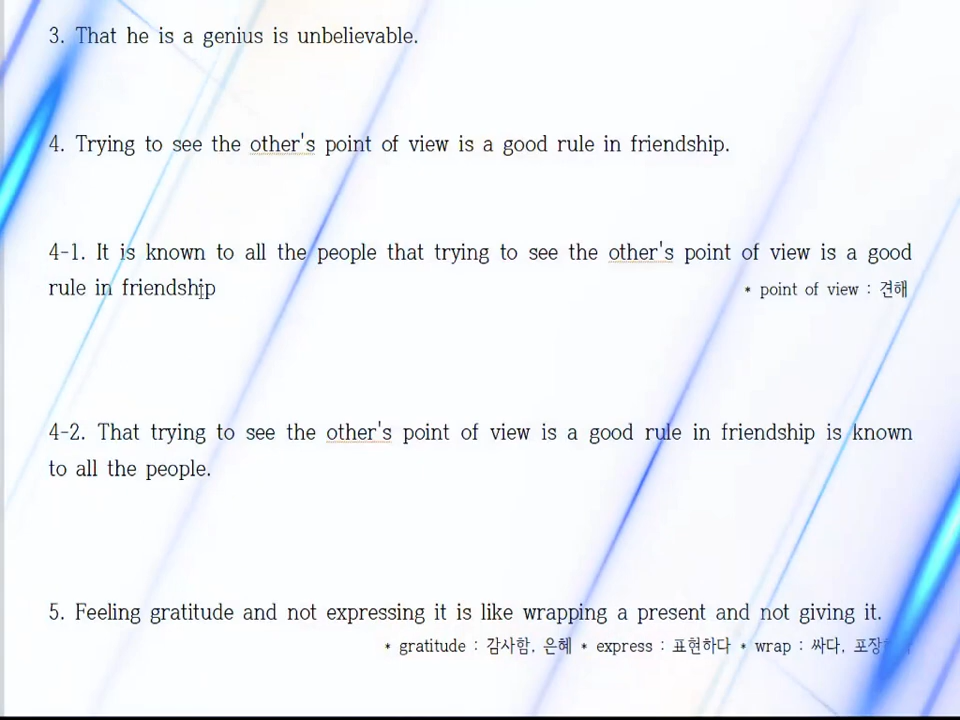 3. That he is a genius is unbelievable.
4. Trying to see the other's point of view is a good rule in friendship.
4-1. It is known to all the people that trying to see the other's point of view is a good
rule in friendship
* point of view : 견해
4-2. That trying to see the other's point of view is a good rule in friendship is known
to all the people.
5. Feeling gratitude and not expressing it is like wrapping a present and not giving it.
* gratitude : 감사함, 은혜 * express : 표현하다 * wrap : 싸다,